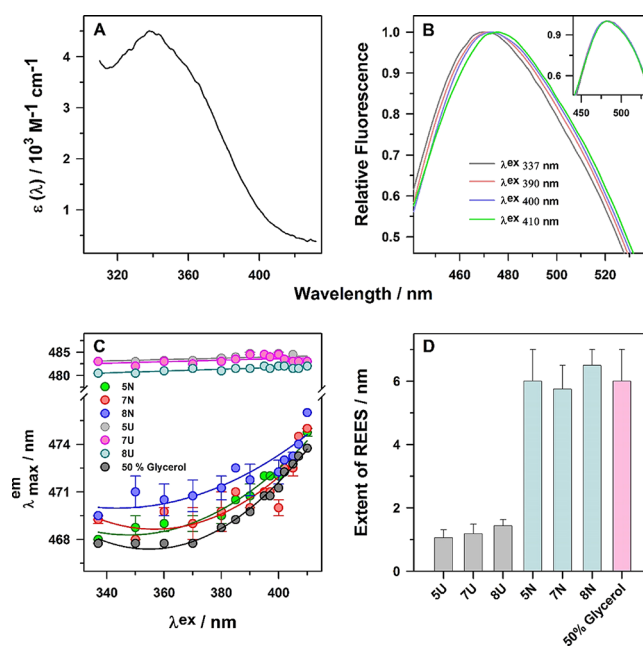 A
ε (λ) / 10³ M⁻¹ cm⁻¹
4
3
2
1
320
360
400
B
Relative Fluorescence
1.0
0.9
0.8
0.7
0.6
0.5
0.9
0.6
450
500
λex 337 nm
λex 390 nm
λex 400 nm
λex 410 nm
460
480
500
520
Wavelength / nm
C
λ em max / nm
485
480
474
471
468
5N
7N
8N
5U
7U
8U
50 % Glycerol
340
360
380
400
λex / nm
D
Extent of REES / nm
6
4
2
0
5U
7U
8U
5N
7N
8N
50% Glycerol